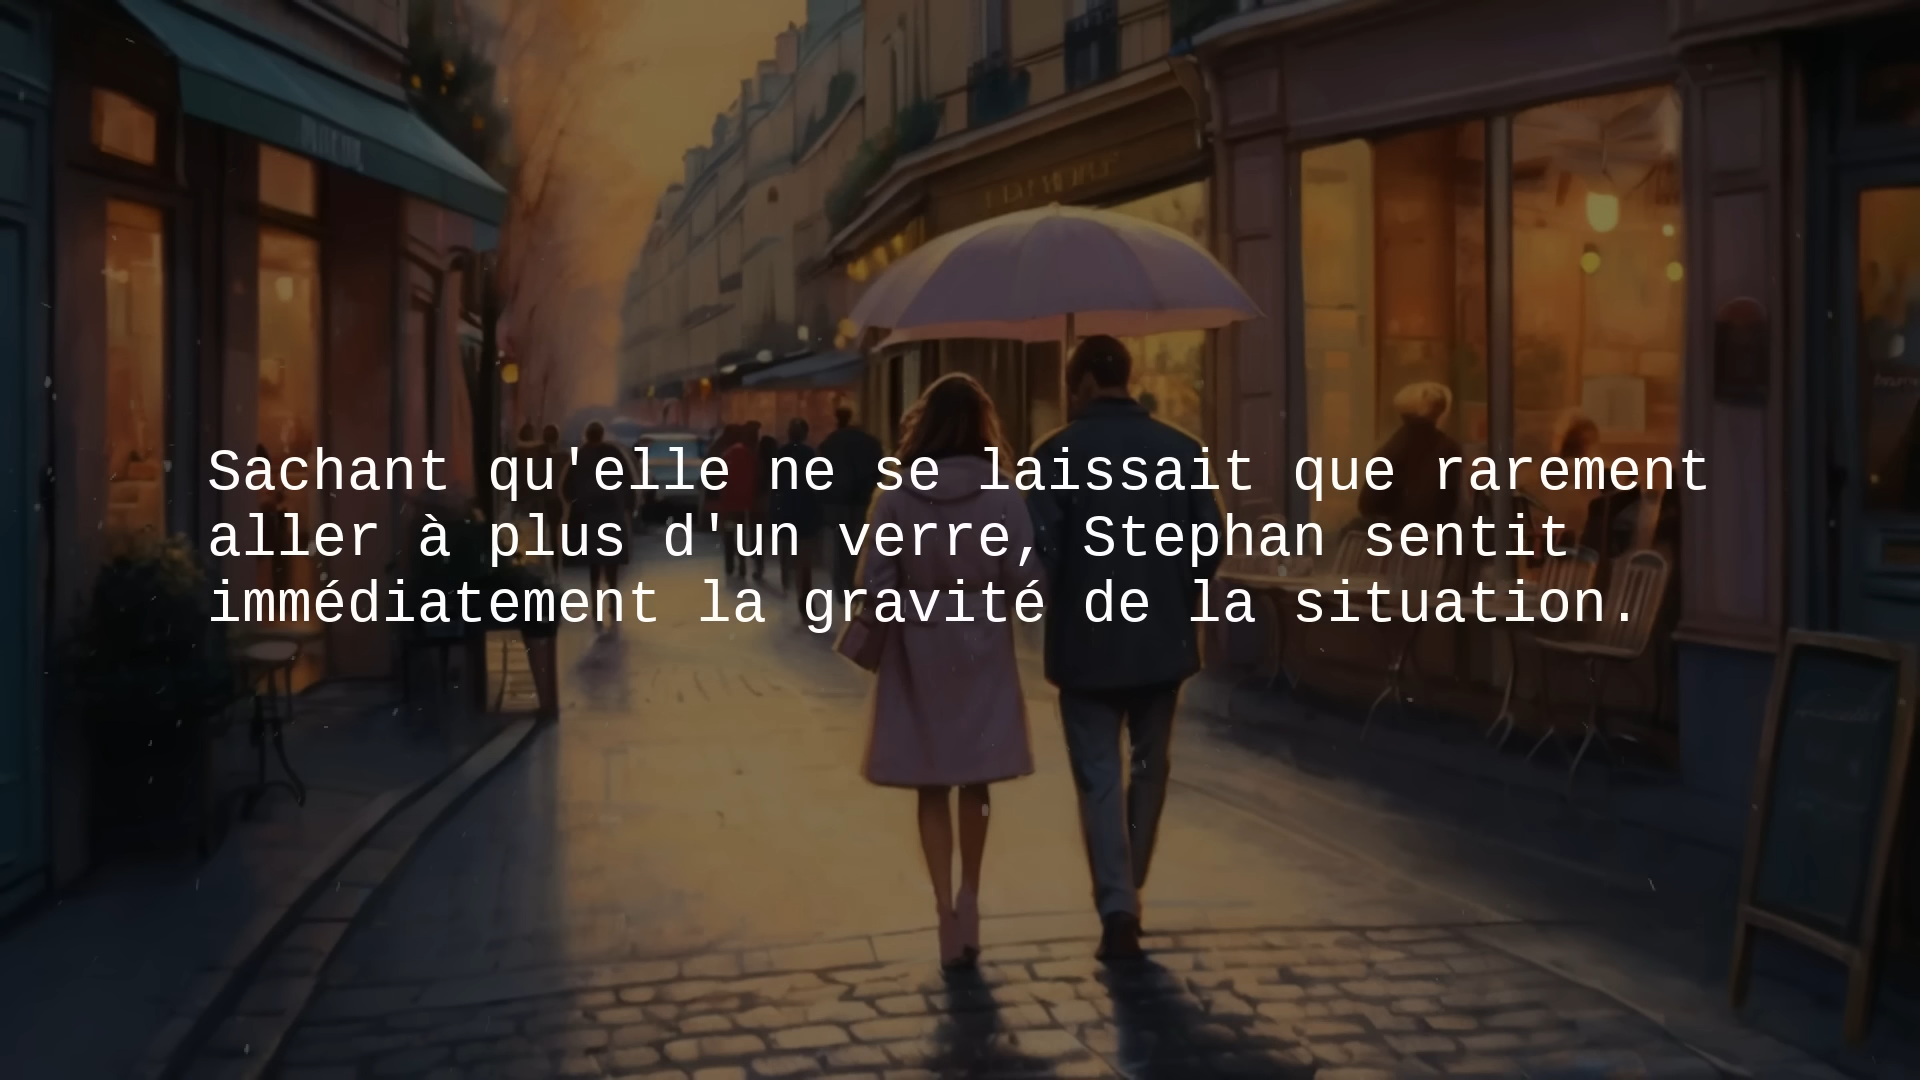 Sachant qu'elle ne se laissait que rarement
aller à plus d'un verre, Stephan sentit
immédiatement la gravité de la situation.